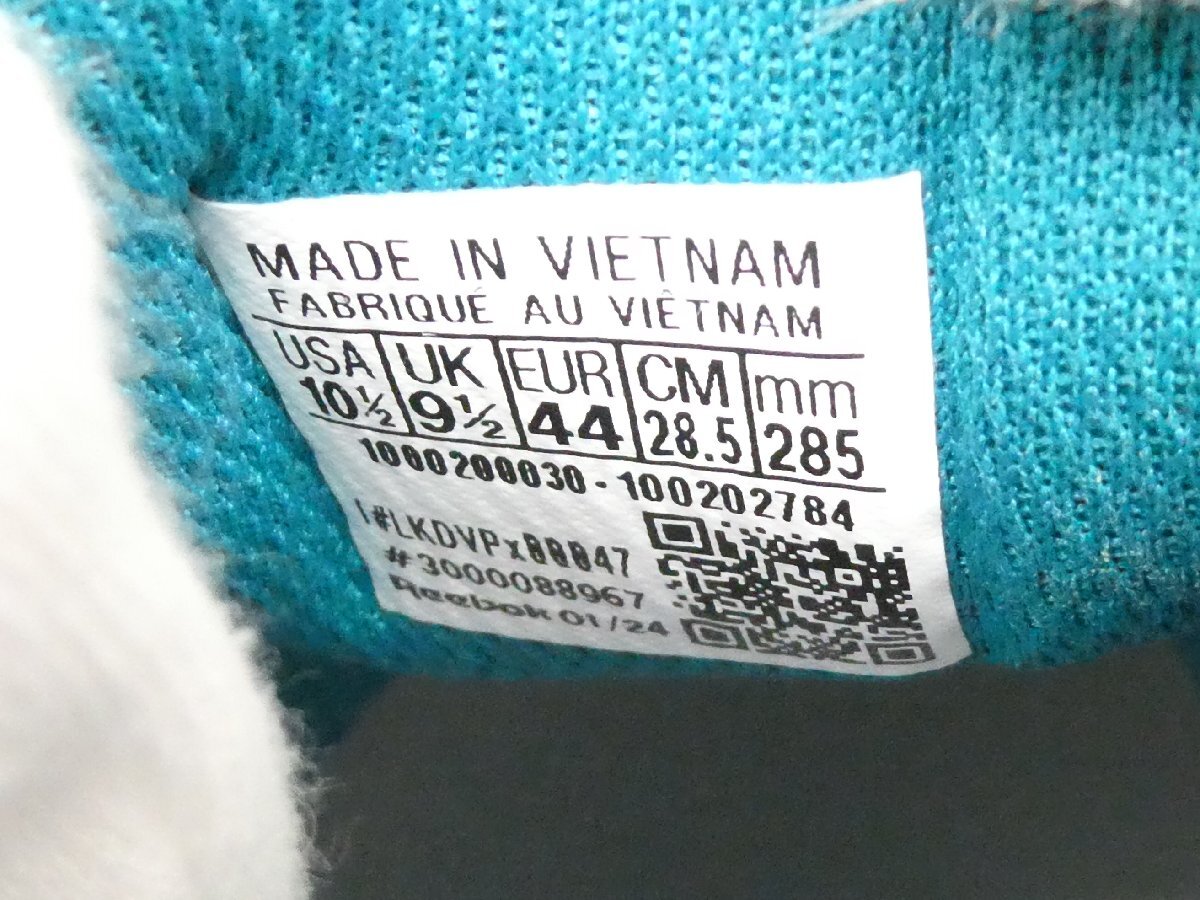 MADE IN VIETNAM
FABRIQUÉ AU VIÊTNAM
USA UK EUR CM mm
10½ 9½ 44 28.5 285
1000200030 - 100202784
#3000088967
Reebok 01/24